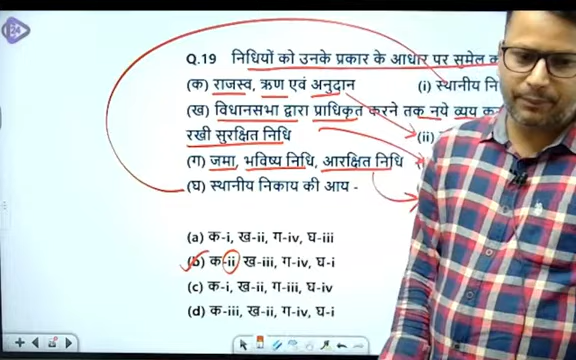 Q.19 निधियों को उनके प्रकार के आधार पर सुमेल
(क) राजस्व, ऋण एवं अनुदान (i) स्थानीय
(ख) विधानसभा द्वारा प्राधिकृत करने तक नये व्यय
रखी सुरक्षित निधि (ii)
(ग) जमा, भविष्य निधि, आरक्षित निधि
(घ) स्थानीय निकाय की आय -
(a) क-i, ख-ii, ग-iv, घ-iii
(b) क-ii ख-iii, ग-iv, घ-i
(c) क-i, ख-ii, ग-iii, घ-iv
(d) क-iii, ख-ii, ग-iv, घ-i